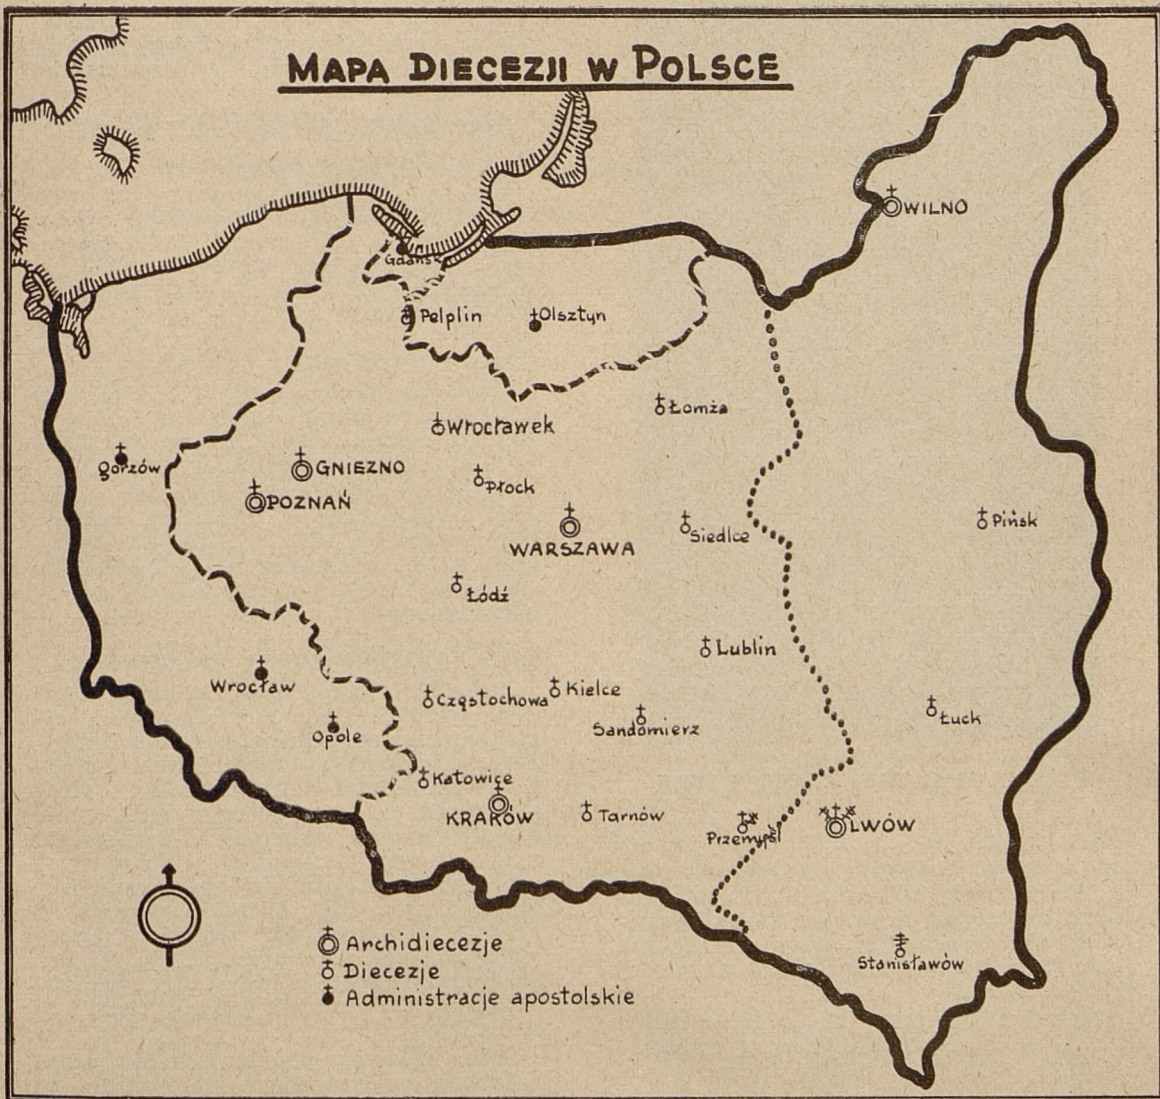 MAPA DIECEZJI W POLSCE
WILNO
Gdańsk
Pelplin
Olsztyn
Łomża
Wrocławek
gorzów
GNIEZNO
Płock
POZNAŃ
Pińsk
Siedlce
WARSZAWA
Łódź
Lublin
Wrocław
Częstochowa
Kielce
Łuck
Sandomierz
Opole
Katowice
KRAKÓW
Tarnów
Przemyśl
LWÓW
Archidiecezje
Stanisławów
Diecezje
Administracje apostolskie